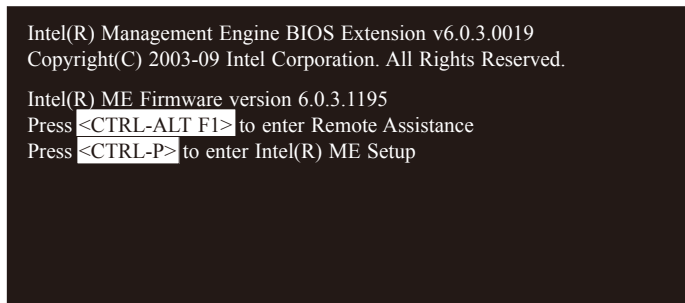 Intel(R) Management Engine BIOS Extension v6.0.3.0019
Copyright(C) 2003-09 Intel Corporation. All Rights Reserved.
Intel(R) ME Firmware version 6.0.3.1195
Press <CTRL-ALT F1> to enter Remote Assistance
Press <CTRL-P> to enter Intel(R) ME Setup